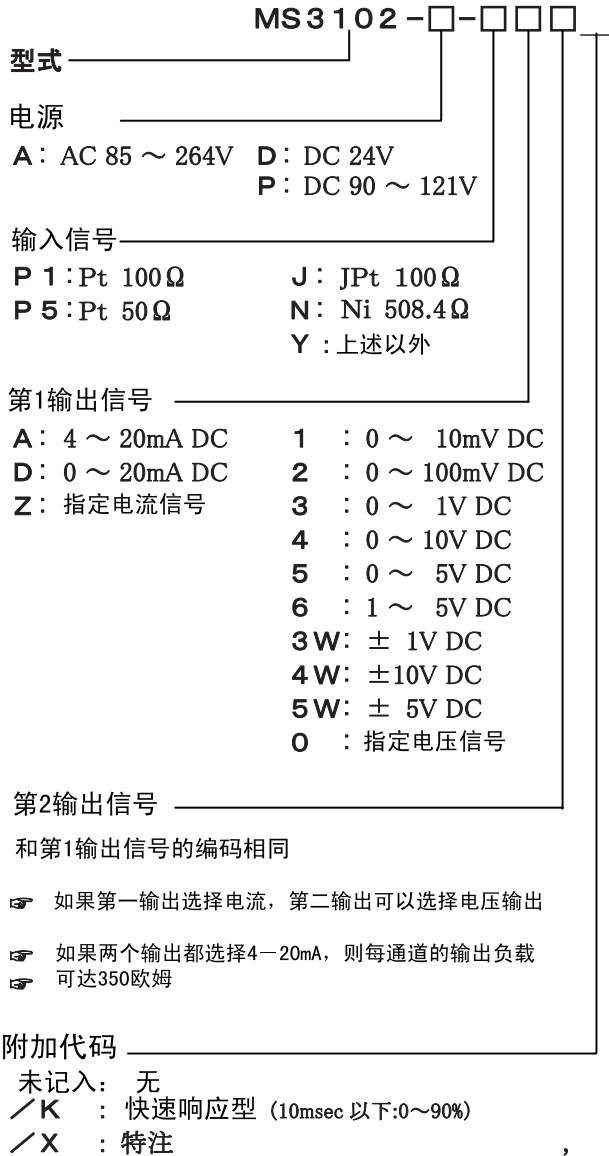 MS3102-□-□□□
型式
电源
A: AC 85 ～ 264V D: DC 24V
P: DC 90 ～ 121V
输入信号
P 1:Pt 100Ω J: JPt 100Ω
P 5:Pt 50Ω N: Ni 508.4Ω
Y :上述以外
第1输出信号
A: 4 ～ 20mA DC 1 : 0 ～ 10mV DC
D: 0 ～ 20mA DC 2 : 0 ～ 100mV DC
Z: 指定电流信号 3 : 0 ～ 1V DC
4 : 0 ～ 10V DC
5 : 0 ～ 5V DC
6 : 1 ～ 5V DC
3W: ± 1V DC
4W: ±10V DC
5W: ± 5V DC
0 : 指定电压信号
第2输出信号
和第1输出信号的编码相同
☞ 如果第一输出选择电流，第二输出可以选择电压输出
☞ 如果两个输出都选择4－20mA，则每通道的输出负载
☞ 可达350欧姆
附加代码
未记入: 无
／K : 快速响应型 (10msec 以下:0～90%)
／X : 特注 ,